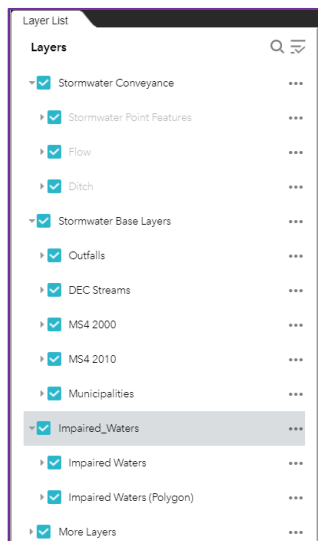 Layer List
Layers
Stormwater Conveyance
Stormwater Point Features
Flow
Ditch
Stormwater Base Layers
Outfalls
DEC Streams
MS4 2000
MS4 2010
Municipalities
Impaired_Waters
Impaired Waters
Impaired Waters (Polygon)
More Layers